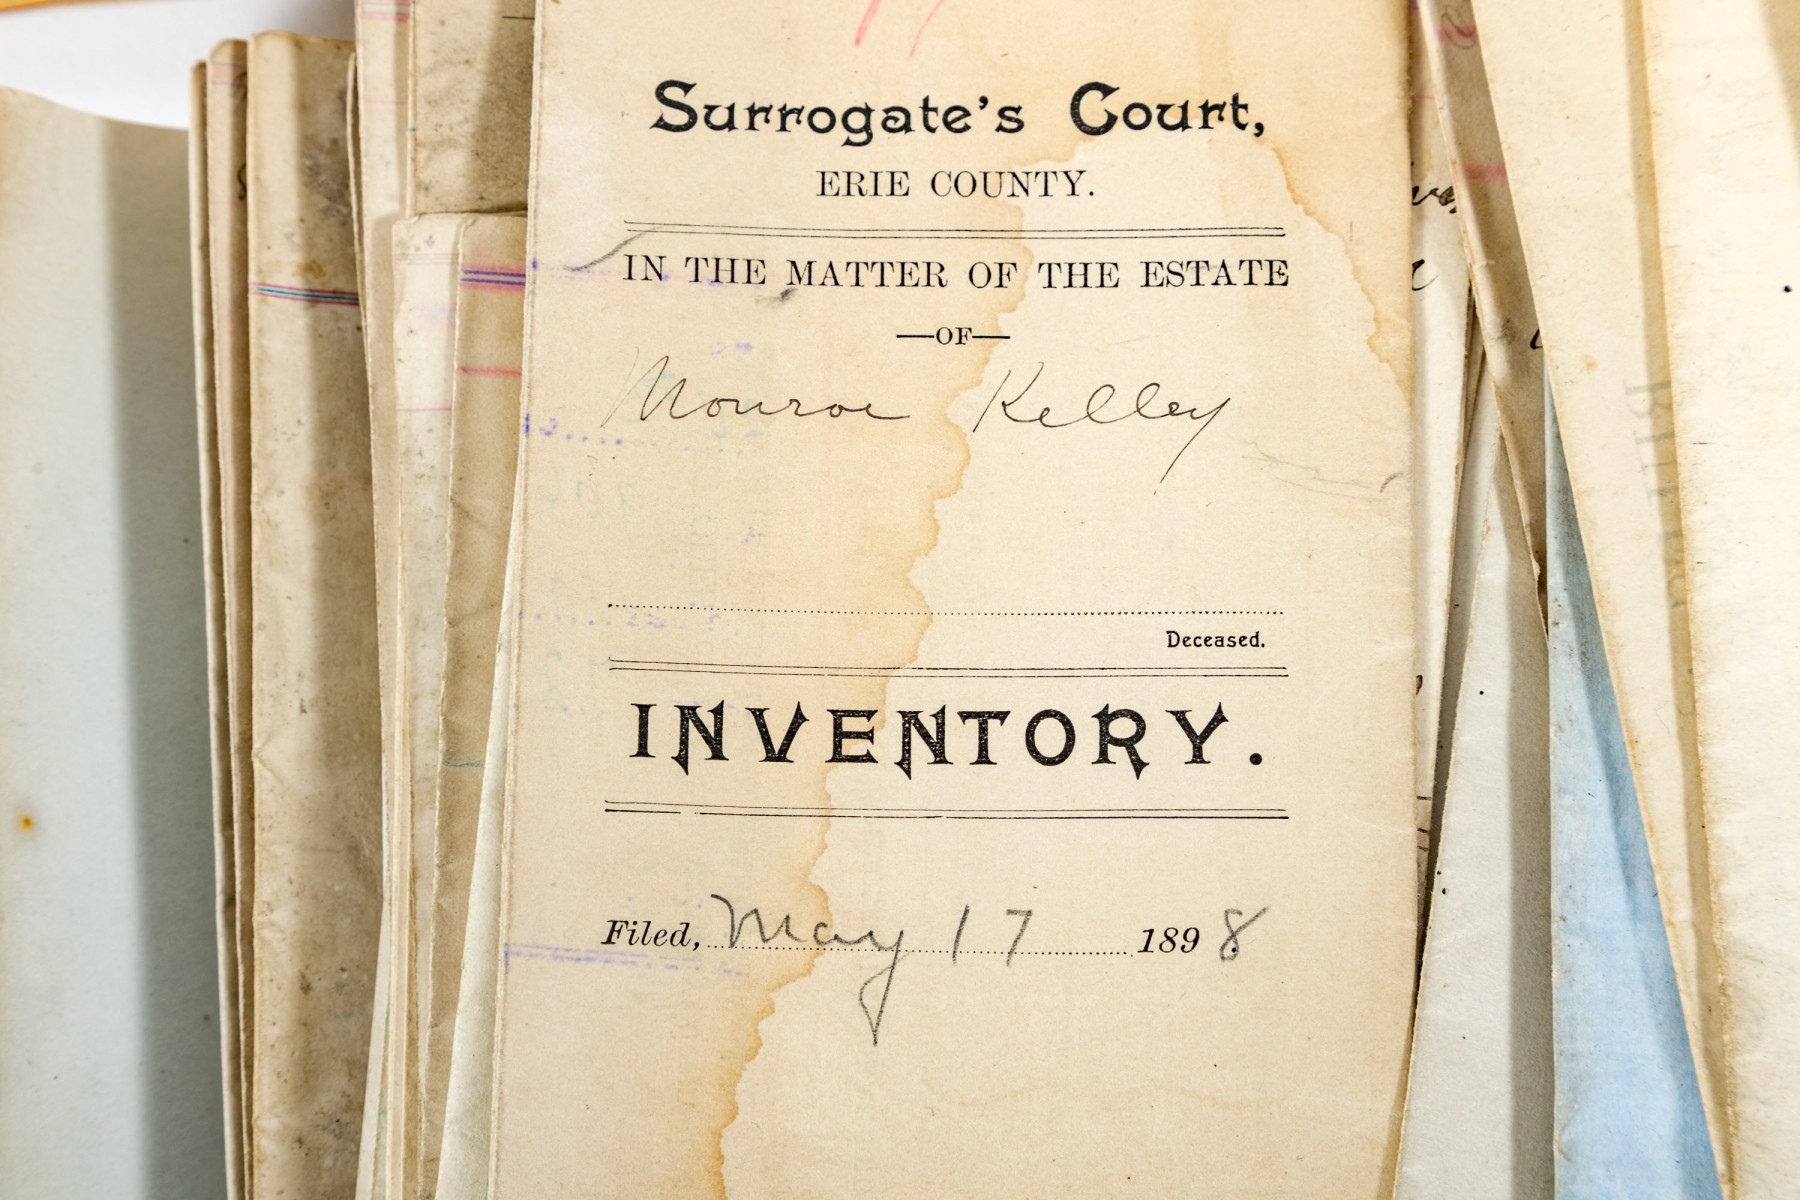 Surrogate's Court,
ERIE COUNTY.
IN THE MATTER OF THE ESTATE
—OF—
Monroe Kelley
Deceased.
INVENTORY.
Filed, May 17 1898